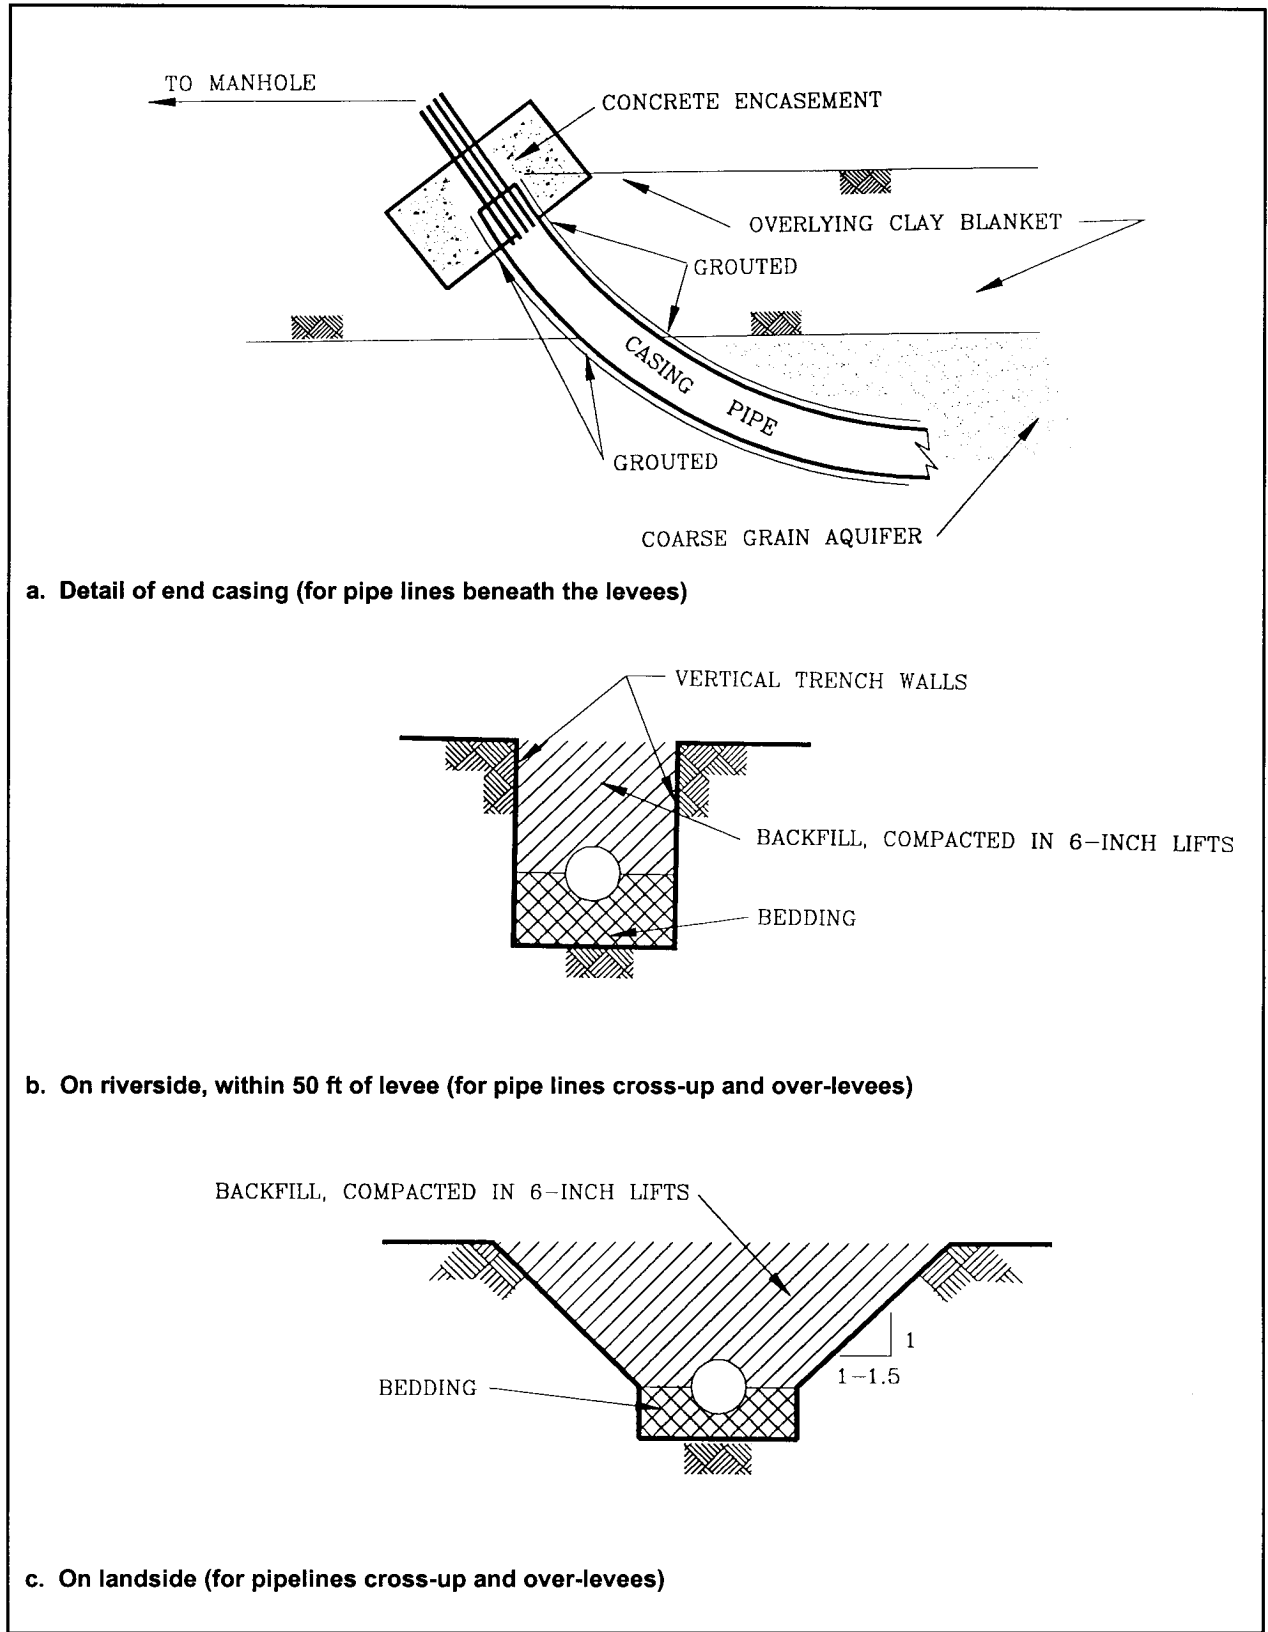 TO MANHOLE
CONCRETE ENCASEMENT
OVERLYING CLAY BLANKET
GROUTED
CASING PIPE
GROUTED
COARSE GRAIN AQUIFER
a. Detail of end casing (for pipe lines beneath the levees)
VERTICAL TRENCH WALLS
BACKFILL, COMPACTED IN 6-INCH LIFTS
BEDDING
b. On riverside, within 50 ft of levee (for pipe lines cross-up and over-levees)
BACKFILL, COMPACTED IN 6-INCH LIFTS
1
1-1.5
BEDDING
c. On landside (for pipelines cross-up and over-levees)